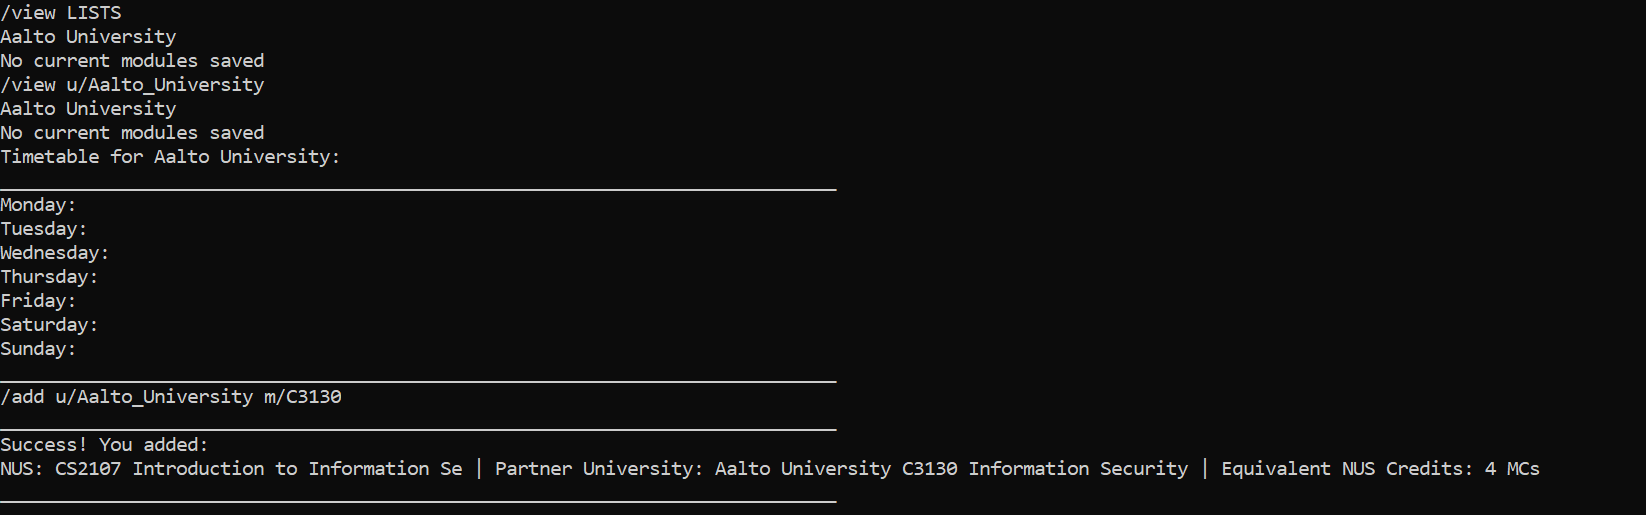 /view LISTS
Aalto University
No current modules saved
/view u/Aalto_University
Aalto University
No current modules saved
Timetable for Aalto University:
Monday:
Tuesday:
Wednesday:
Thursday:
Friday:
Saturday:
Sunday:
/add u/Aalto_University m/C3130
Success! You added:
NUS: CS2107 Introduction to Information Se | Partner University: Aalto University C3130 Information Security | Equivalent NUS Credits: 4 MCs